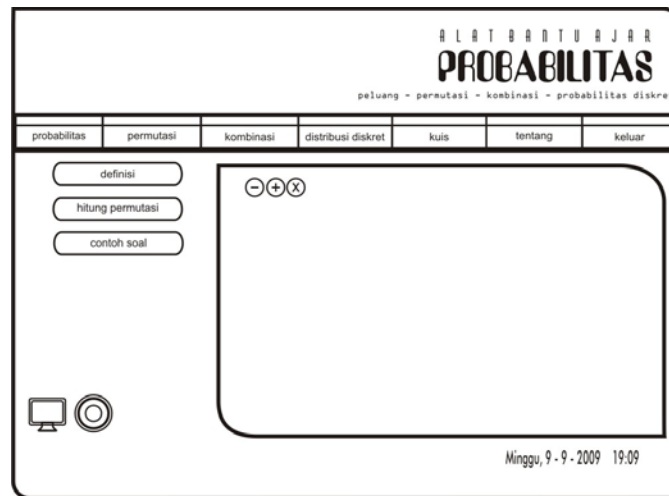 ALAT BANTU AJAR
PROBABILITAS
peluang - permutasi - kombinasi - probabilitas diskre
probabilitas permutasi kombinasi distribusi diskret kuis tentang keluar
definisi
hitung permutasi
contoh soal
- + x
Minggu, 9 - 9 - 2009 19:09